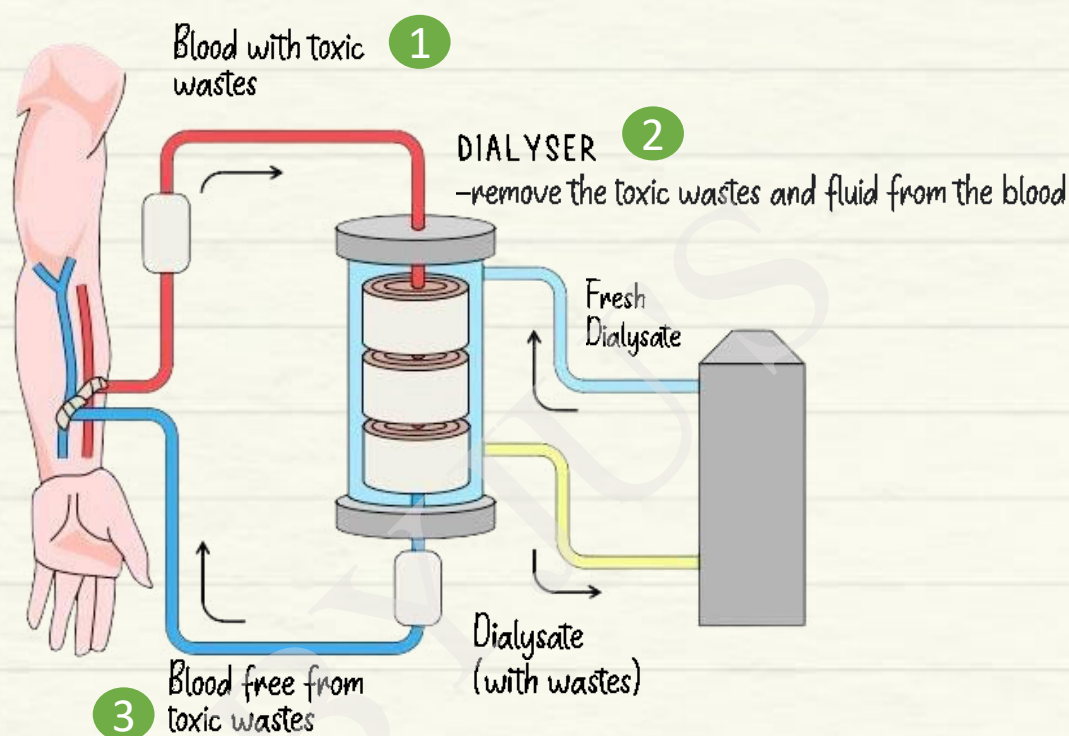 Blood with toxic
wastes
1
DIALYSER
2
-remove the toxic wastes and fluid from the blood
Fresh
Dialysate
Dialysate
(with wastes)
Blood free from
toxic wastes
3
BYJUS